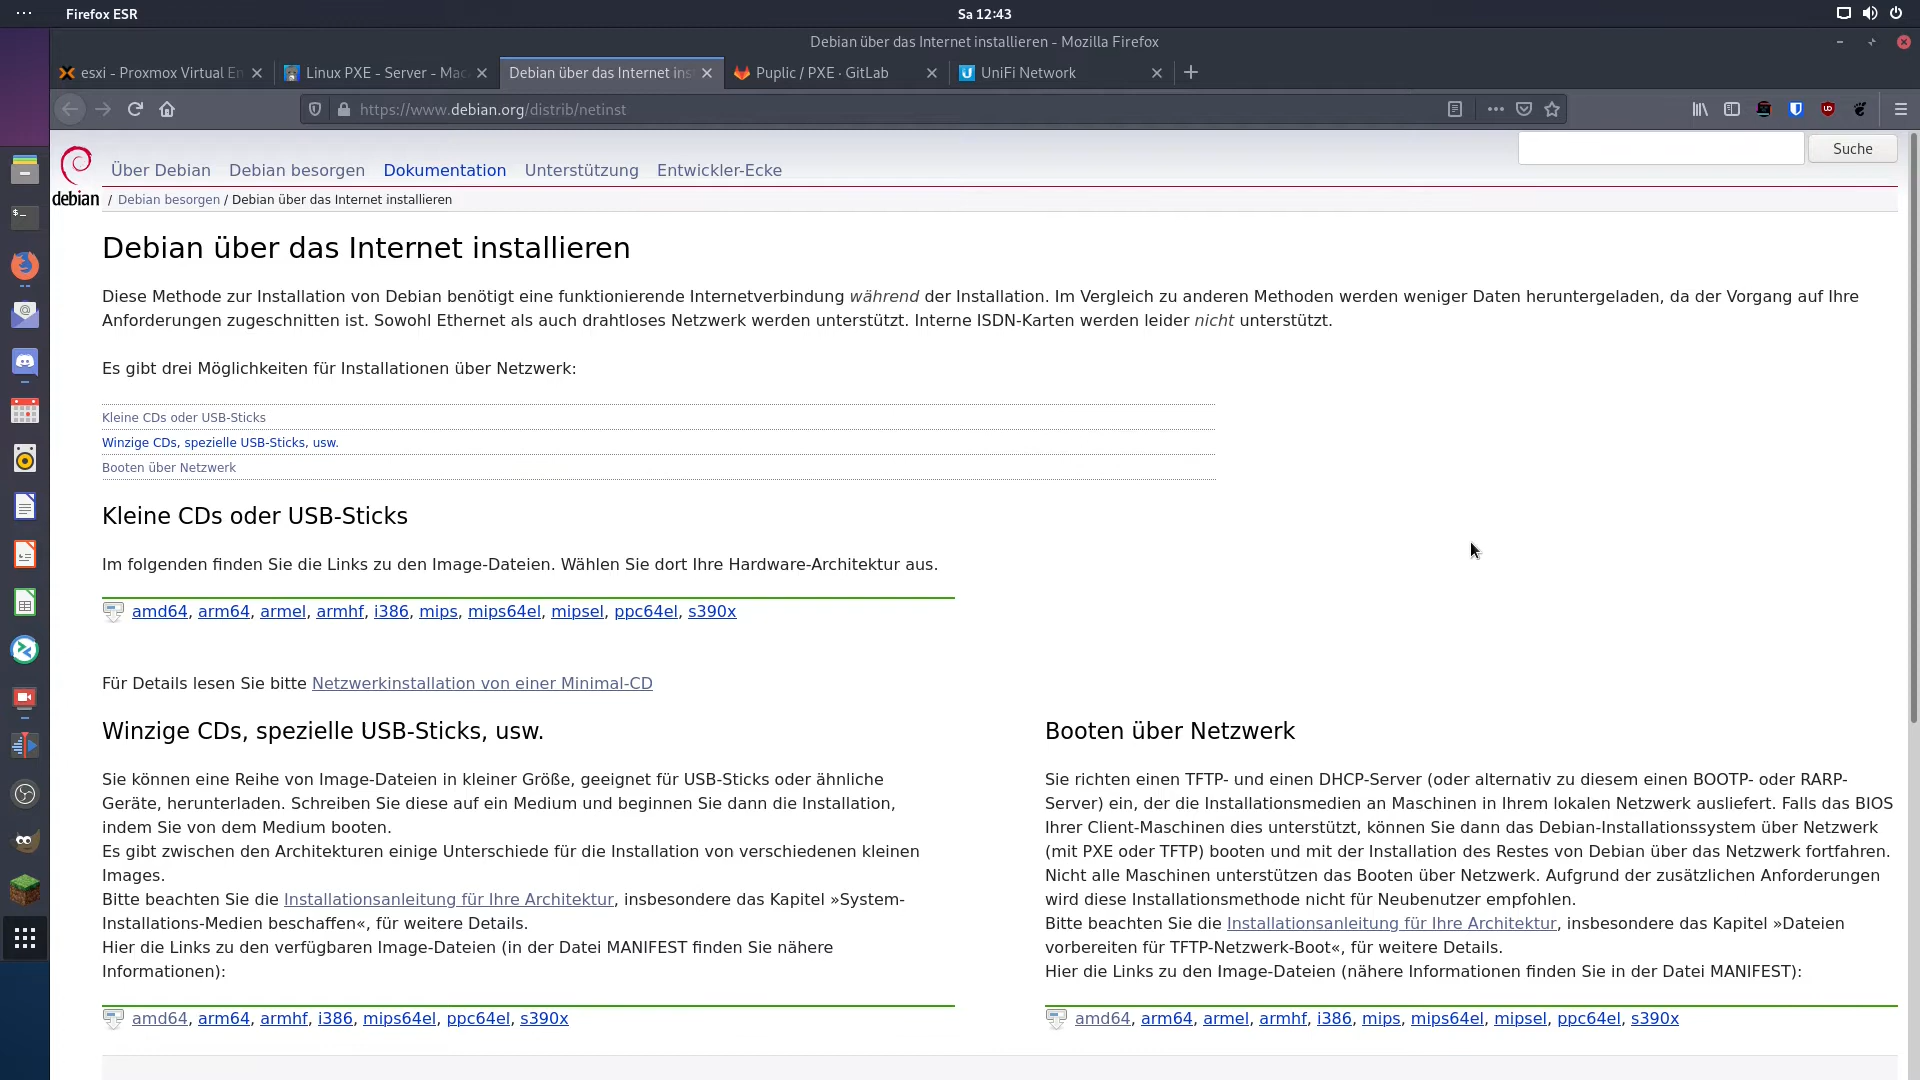 Firefox ESR
Sa 12:43
Debian über das Internet installieren - Mozilla Firefox
esxi - Proxmox Virtual En
Linux PXE - Server - Mac
Debian über das Internet ins
Puplic / PXE · GitLab
UniFi Network
https://www.debian.org/distrib/netinst
Suche
Über Debian Debian besorgen Dokumentation Unterstützung Entwickler-Ecke
debian / Debian besorgen / Debian über das Internet installieren
Debian über das Internet installieren
Diese Methode zur Installation von Debian benötigt eine funktionierende Internetverbindung während der Installation. Im Vergleich zu anderen Methoden werden weniger Daten heruntergeladen, da der Vorgang auf Ihre
Anforderungen zugeschnitten ist. Sowohl Ethernet als auch drahtloses Netzwerk werden unterstützt. Interne ISDN-Karten werden leider nicht unterstützt.
Es gibt drei Möglichkeiten für Installationen über Netzwerk:
Kleine CDs oder USB-Sticks
Winzige CDs, spezielle USB-Sticks, usw.
Booten über Netzwerk
Kleine CDs oder USB-Sticks
Im folgenden finden Sie die Links zu den Image-Dateien. Wählen Sie dort Ihre Hardware-Architektur aus.
amd64, arm64, armel, armhf, i386, mips, mips64el, mipsel, ppc64el, s390x
Für Details lesen Sie bitte Netzwerkinstallation von einer Minimal-CD
Winzige CDs, spezielle USB-Sticks, usw.
Sie können eine Reihe von Image-Dateien in kleiner Größe, geeignet für USB-Sticks oder ähnliche
Geräte, herunterladen. Schreiben Sie diese auf ein Medium und beginnen Sie dann die Installation,
indem Sie von dem Medium booten.
Es gibt zwischen den Architekturen einige Unterschiede für die Installation von verschiedenen kleinen
Images.
Bitte beachten Sie die Installationsanleitung für Ihre Architektur, insbesondere das Kapitel »System-
Installations-Medien beschaffen«, für weitere Details.
Hier die Links zu den verfügbaren Image-Dateien (in der Datei MANIFEST finden Sie nähere
Informationen):
amd64, arm64, armhf, i386, mips64el, ppc64el, s390x
Booten über Netzwerk
Sie richten einen TFTP- und einen DHCP-Server (oder alternativ zu diesem einen BOOTP- oder RARP-
Server) ein, der die Installationsmedien an Maschinen in Ihrem lokalen Netzwerk ausliefert. Falls das BIOS
Ihrer Client-Maschinen dies unterstützt, können Sie dann das Debian-Installationssystem über Netzwerk
(mit PXE oder TFTP) booten und mit der Installation des Restes von Debian über das Netzwerk fortfahren.
Nicht alle Maschinen unterstützen das Booten über Netzwerk. Aufgrund der zusätzlichen Anforderungen
wird diese Installationsmethode nicht für Neubenutzer empfohlen.
Bitte beachten Sie die Installationsanleitung für Ihre Architektur, insbesondere das Kapitel »Dateien
vorbereiten für TFTP-Netzwerk-Boot«, für weitere Details.
Hier die Links zu den Image-Dateien (nähere Informationen finden Sie in der Datei MANIFEST):
amd64, arm64, armel, armhf, i386, mips, mips64el, mipsel, ppc64el, s390x